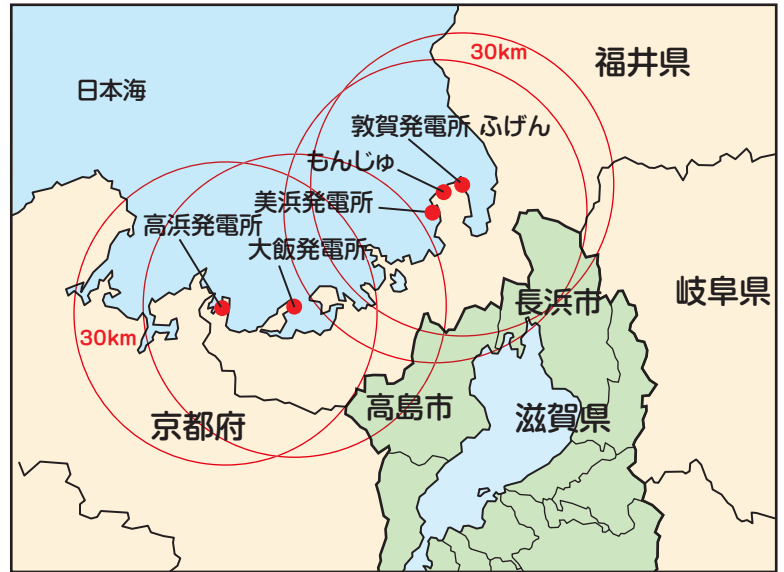 30km
福井県
日本海
敦賀発電所 ふげん
もんじゅ
美浜発電所
高浜発電所
大飯発電所
岐阜県
長浜市
30km
高島市
滋賀県
京都府